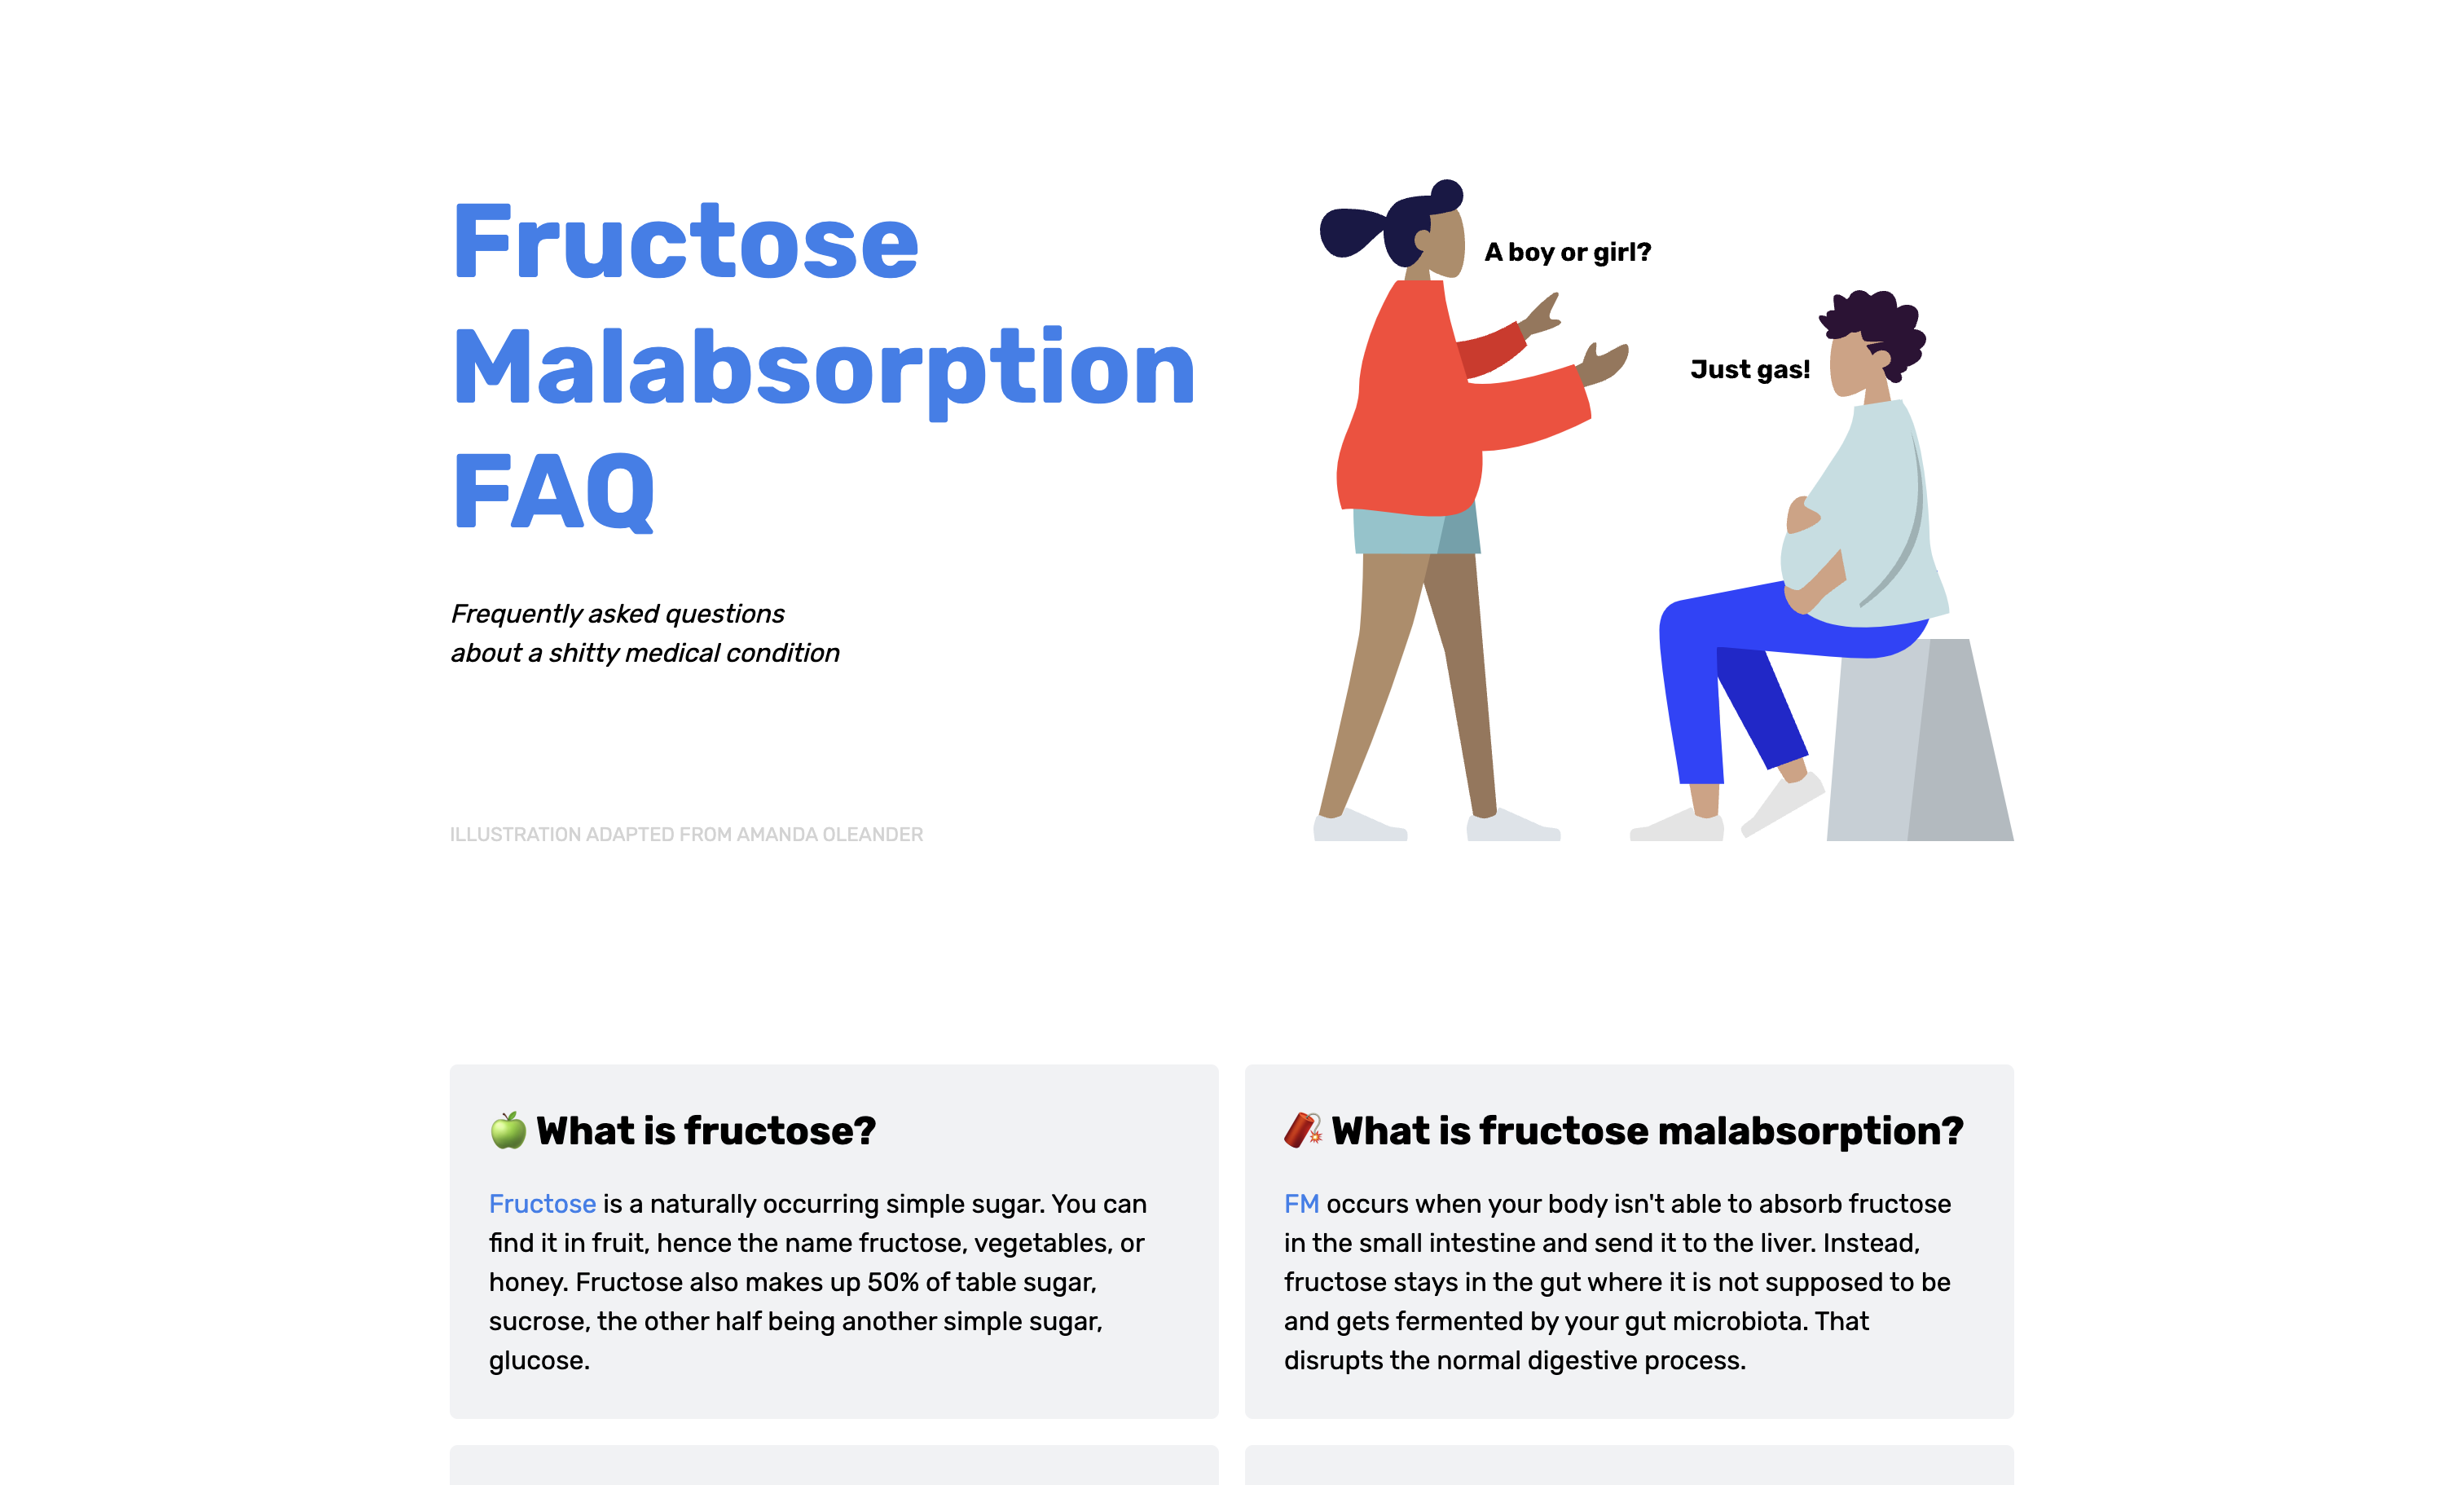 Fructose
Malabsorption
FAQ
Frequently asked questions
about a shitty medical condition
ILLUSTRATION ADAPTED FROM AMANDA OLEANDER
A boy or girl?
Just gas!
What is fructose?
Fructose is a naturally occurring simple sugar. You can
find it in fruit, hence the name fructose, vegetables, or
honey. Fructose also makes up 50% of table sugar,
sucrose, the other half being another simple sugar,
glucose.
What is fructose malabsorption?
FM occurs when your body isn't able to absorb fructose
in the small intestine and send it to the liver. Instead,
fructose stays in the gut where it is not supposed to be
and gets fermented by your gut microbiota. That
disrupts the normal digestive process.